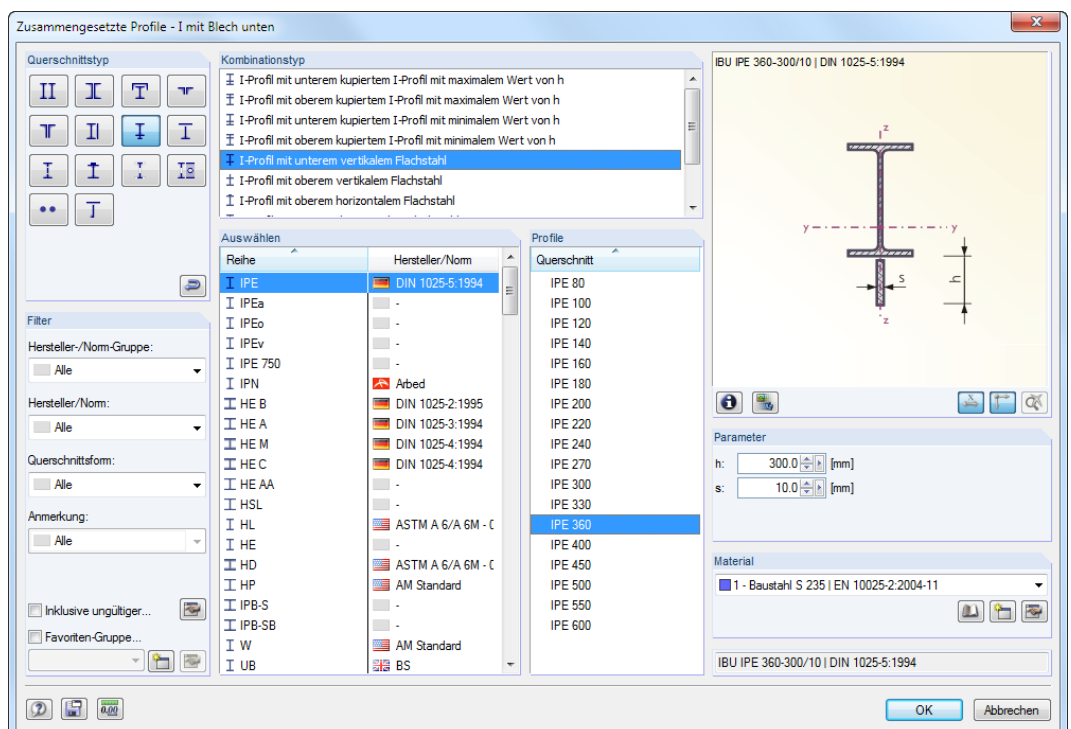 Zusammengesetzte Profile - I mit Blech unten
Querschnittstyp
Kombinationstyp
I-Profil mit unterem kupiertem I-Profil mit maximalem Wert von h
I-Profil mit oberem kupiertem I-Profil mit maximalem Wert von h
I-Profil mit unterem kupiertem I-Profil mit minimalem Wert von h
I-Profil mit oberem kupiertem I-Profil mit minimalem Wert von h
I-Profil mit unterem vertikalem Flachstahl
I-Profil mit oberem vertikalem Flachstahl
I-Profil mit oberem horizontalem Flachstahl
Filter
Hersteller-/Norm-Gruppe:
Alle
Hersteller/Norm:
Alle
Querschnittsform:
Alle
Anmerkung:
Alle
Inklusive ungültiger...
Favoriten-Gruppe...
Auswählen
Reihe Hersteller/Norm
IPE DIN 1025-5:1994
IPEa -
IPEo -
IPEv -
IPE 750 -
IPN Arbed
HE B DIN 1025-2:1995
HE A DIN 1025-3:1994
HE M DIN 1025-4:1994
HE C DIN 1025-4:1994
HE AA -
HSL -
HL ASTM A 6/A 6M - 0
HE -
HD ASTM A 6/A 6M - 0
HP AM Standard
IPB-S -
IPB-SB -
W AM Standard
UB BS
Profile
Querschnitt
IPE 80
IPE 100
IPE 120
IPE 140
IPE 160
IPE 180
IPE 200
IPE 220
IPE 240
IPE 270
IPE 300
IPE 330
IPE 360
IPE 400
IPE 450
IPE 500
IPE 550
IPE 600
IBU IPE 360-300/10 | DIN 1025-5:1994
z
y y
s
h
z
Parameter
h: 300.0 [mm]
s: 10.0 [mm]
Material
1 - Baustahl S 235 | EN 10025-2:2004-11
IBU IPE 360-300/10 | DIN 1025-5:1994
0.00
OK Abbrechen